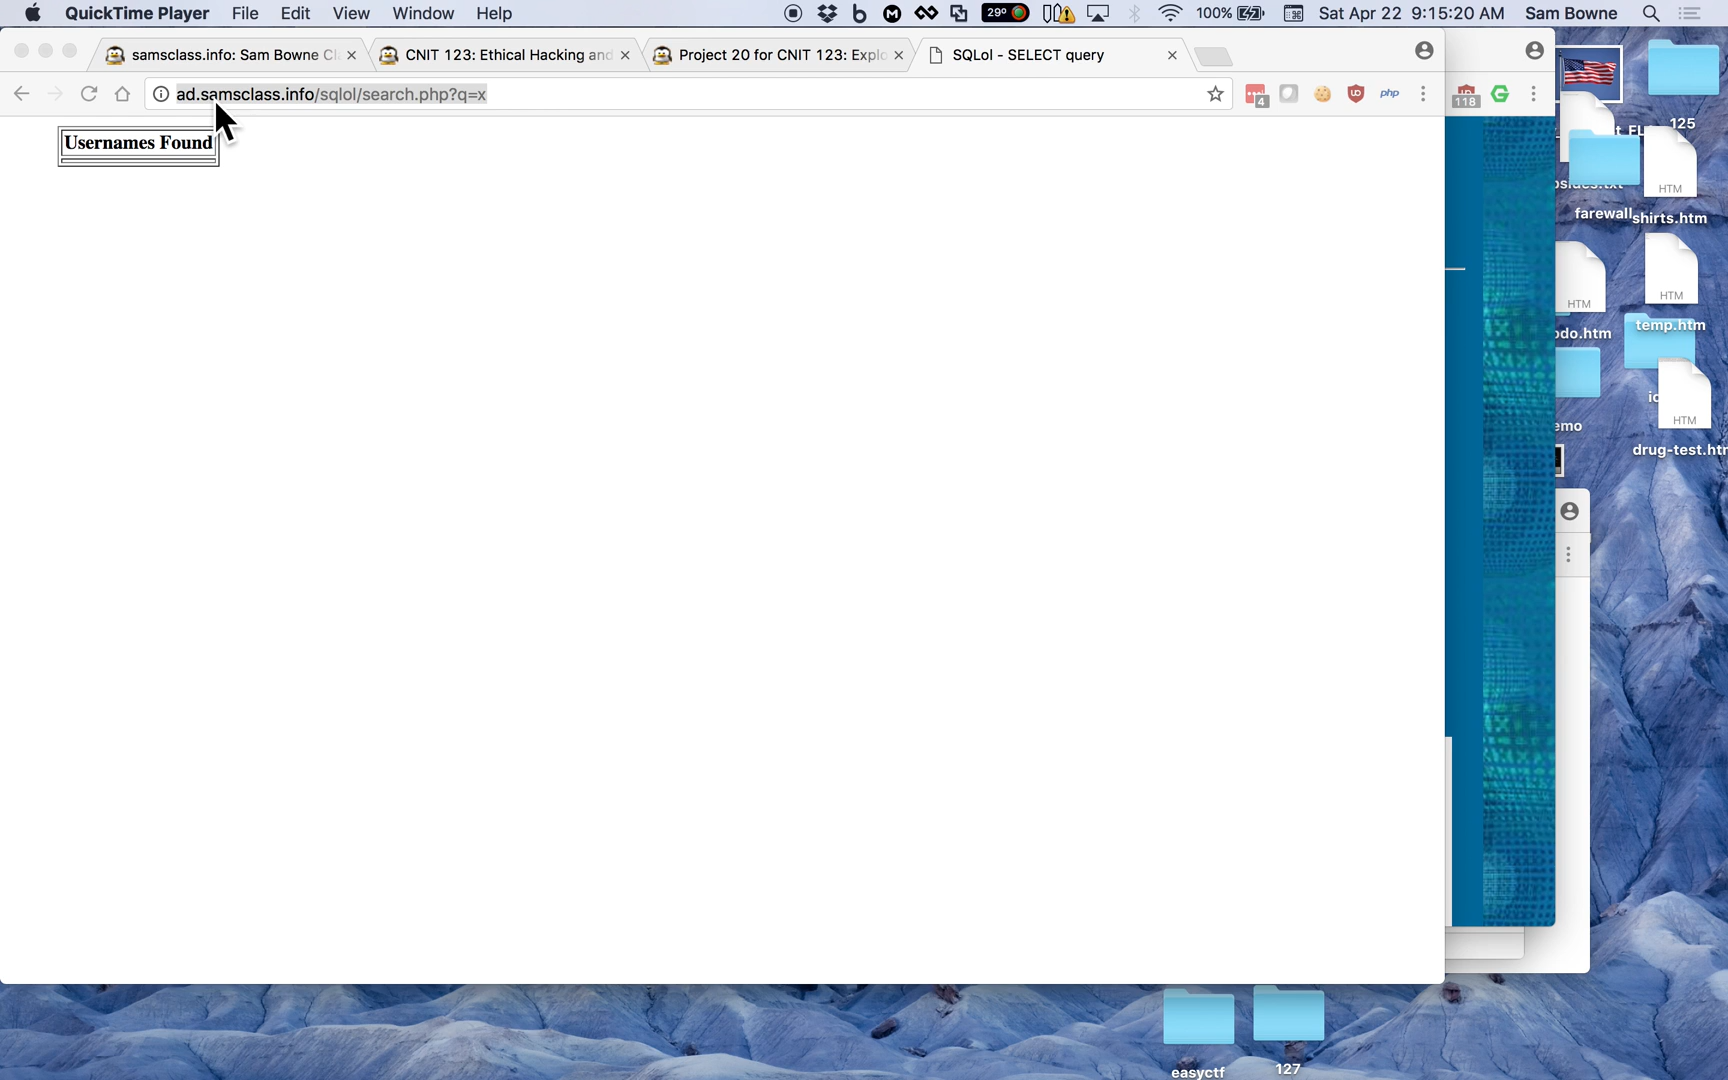 QuickTime Player File Edit View Window Help 29° 100% Sat Apr 22 9:15:20 AM Sam Bowne
samsclass.info: Sam Bowne Cl
CNIT 123: Ethical Hacking and
Project 20 for CNIT 123: Explo
SQLol - SELECT query
ad.samsclass.info/sqlol/search.php?q=x
4
php
118
Usernames Found
125
farewall
HTM
shirts.htm
HTM
HTM
temp.htm
HTM
drug-test.htm
easyctf
127